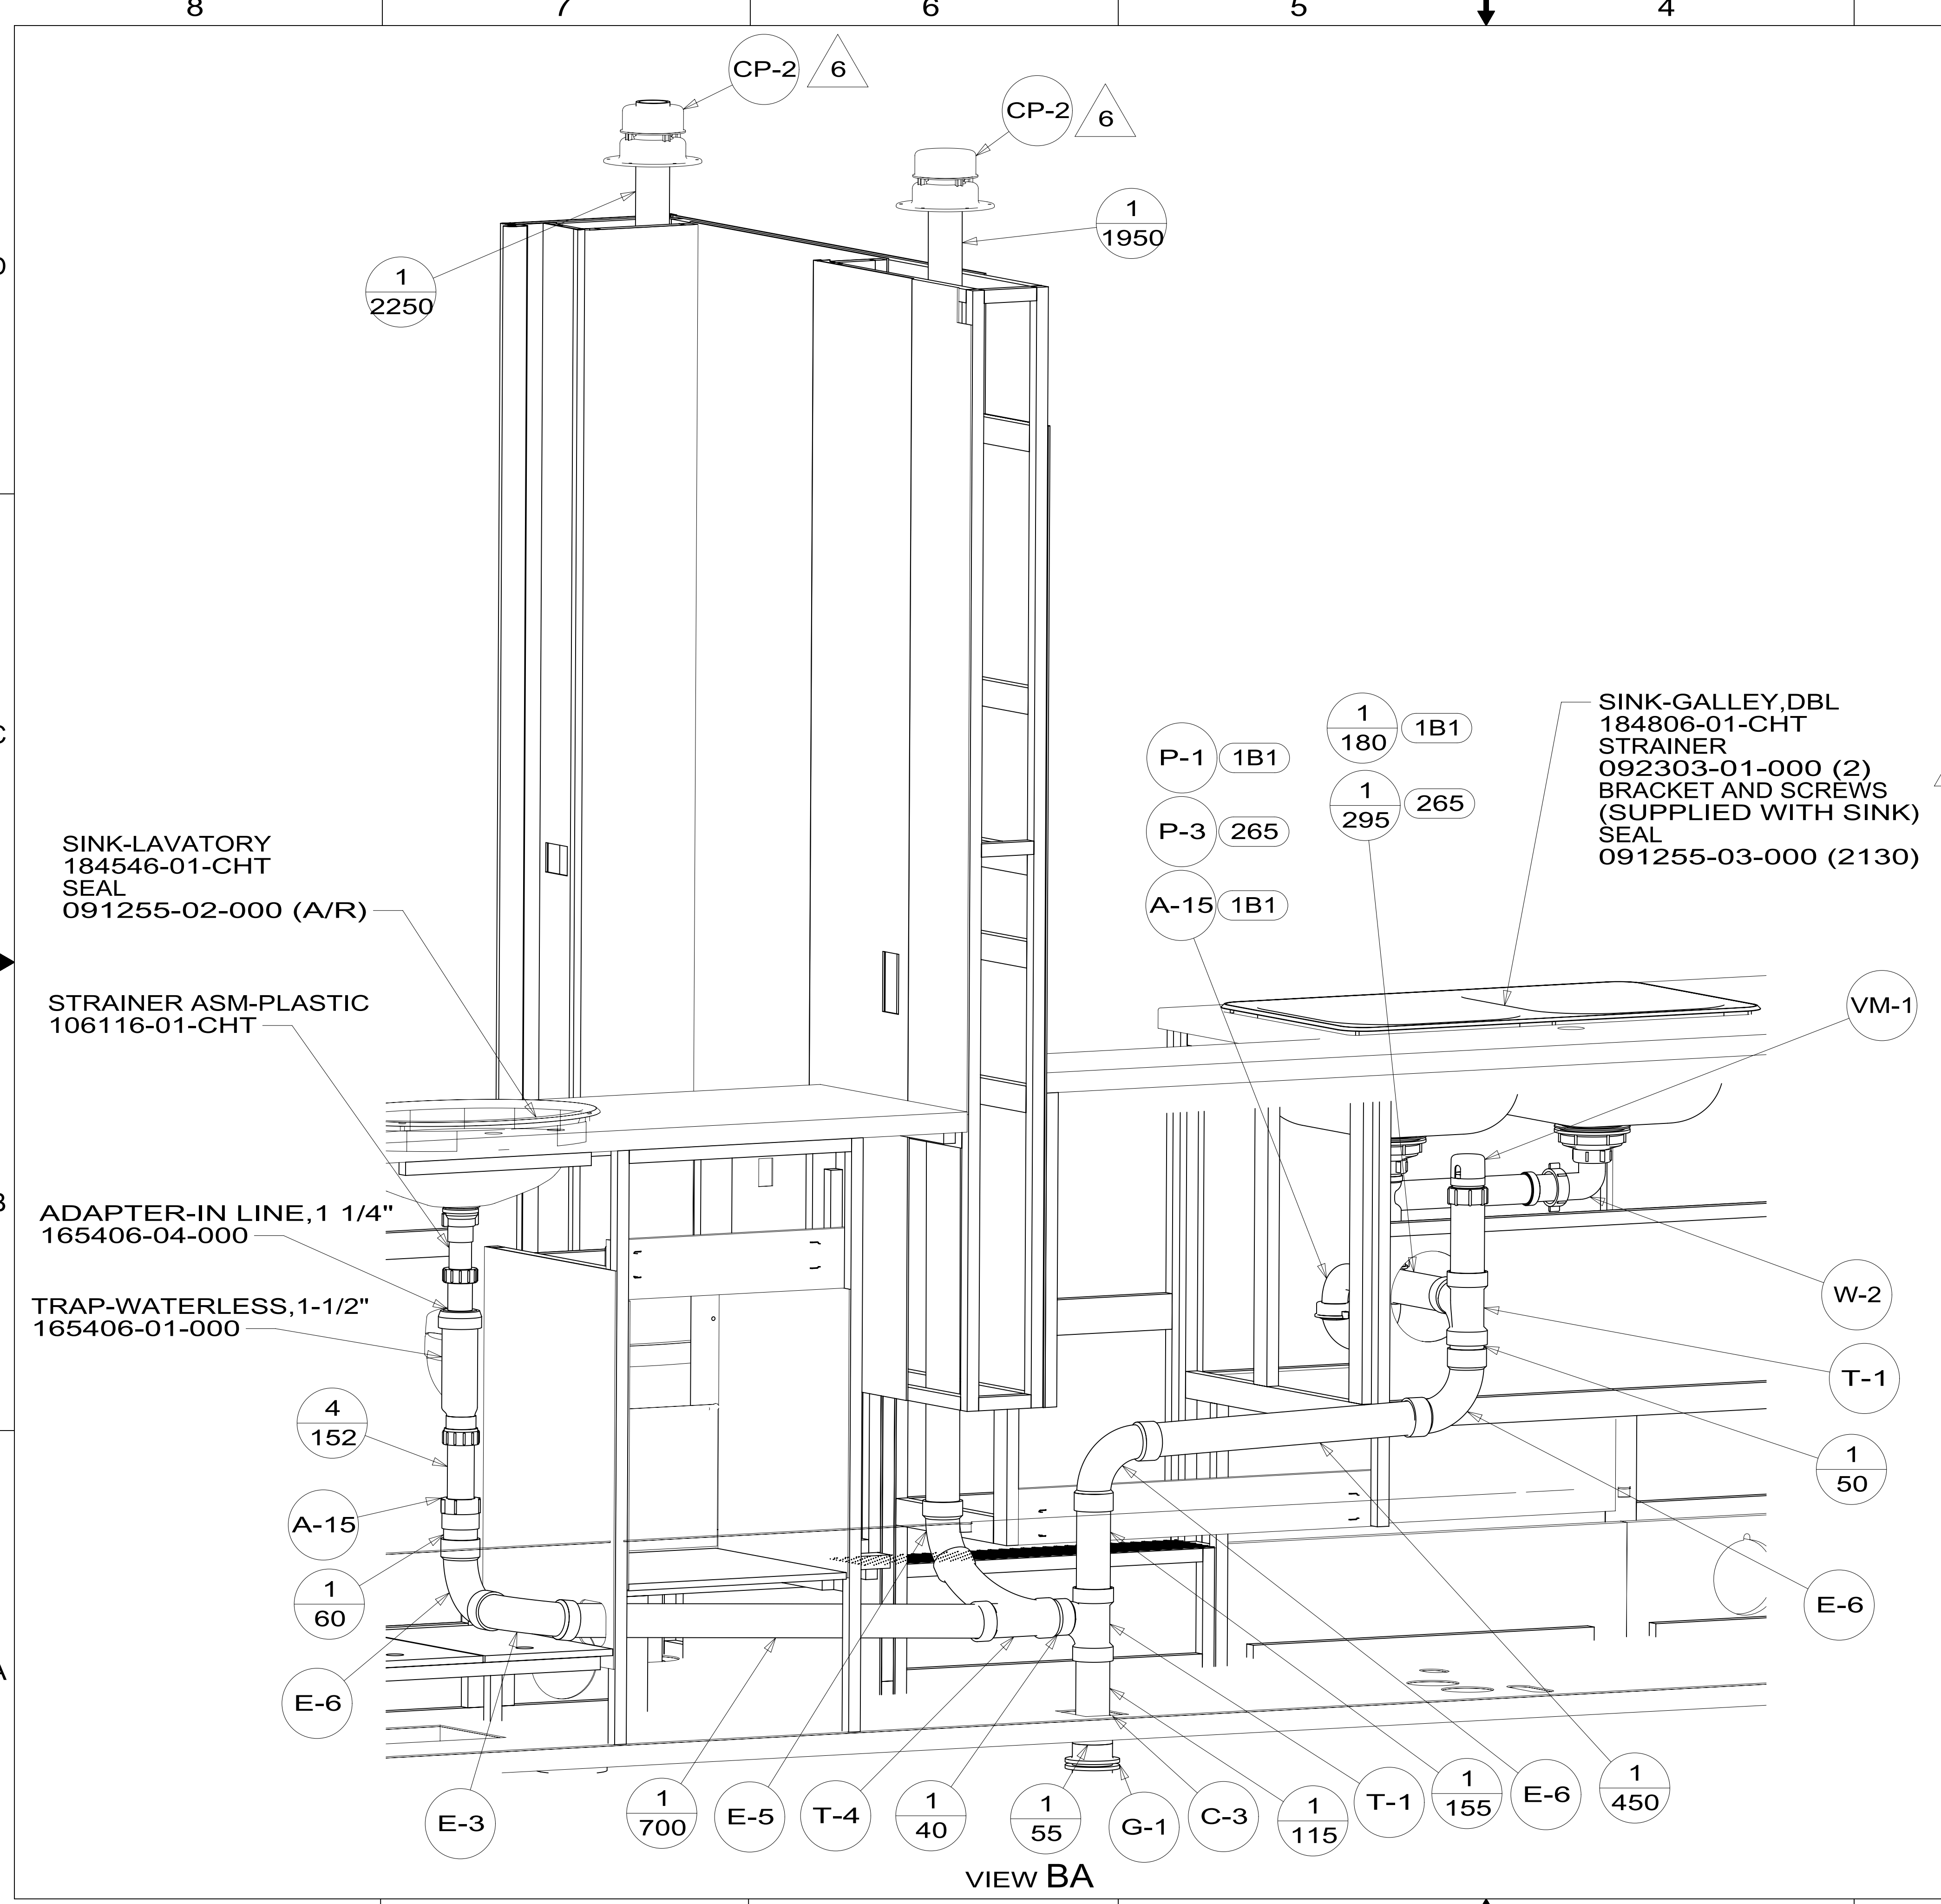 8 7 6 5 4
CP-2 6
CP-2 6
1
1950
1
2250
D
C
B
A
1
180 1B1
P-1 1B1
1
295 265
P-3 265
A-15 1B1
SINK-GALLEY,DBL
184806-01-CHT
STRAINER
092303-01-000 (2)
BRACKET AND SCREWS
(SUPPLIED WITH SINK)
SEAL
091255-03-000 (2130)
SINK-LAVATORY
184546-01-CHT
SEAL
091255-02-000 (A/R)
STRAINER ASM-PLASTIC
106116-01-CHT
VM-1
ADAPTER-IN LINE,1 1/4"
165406-04-000
TRAP-WATERLESS,1-1/2"
165406-01-000
W-2
T-1
4
152
1
50
A-15
1
60
E-6
E-6
E-3
1
700
E-5
T-4
1
40
1
55
G-1
C-3
1
115
T-1
1
155
E-6
1
450
VIEW BA